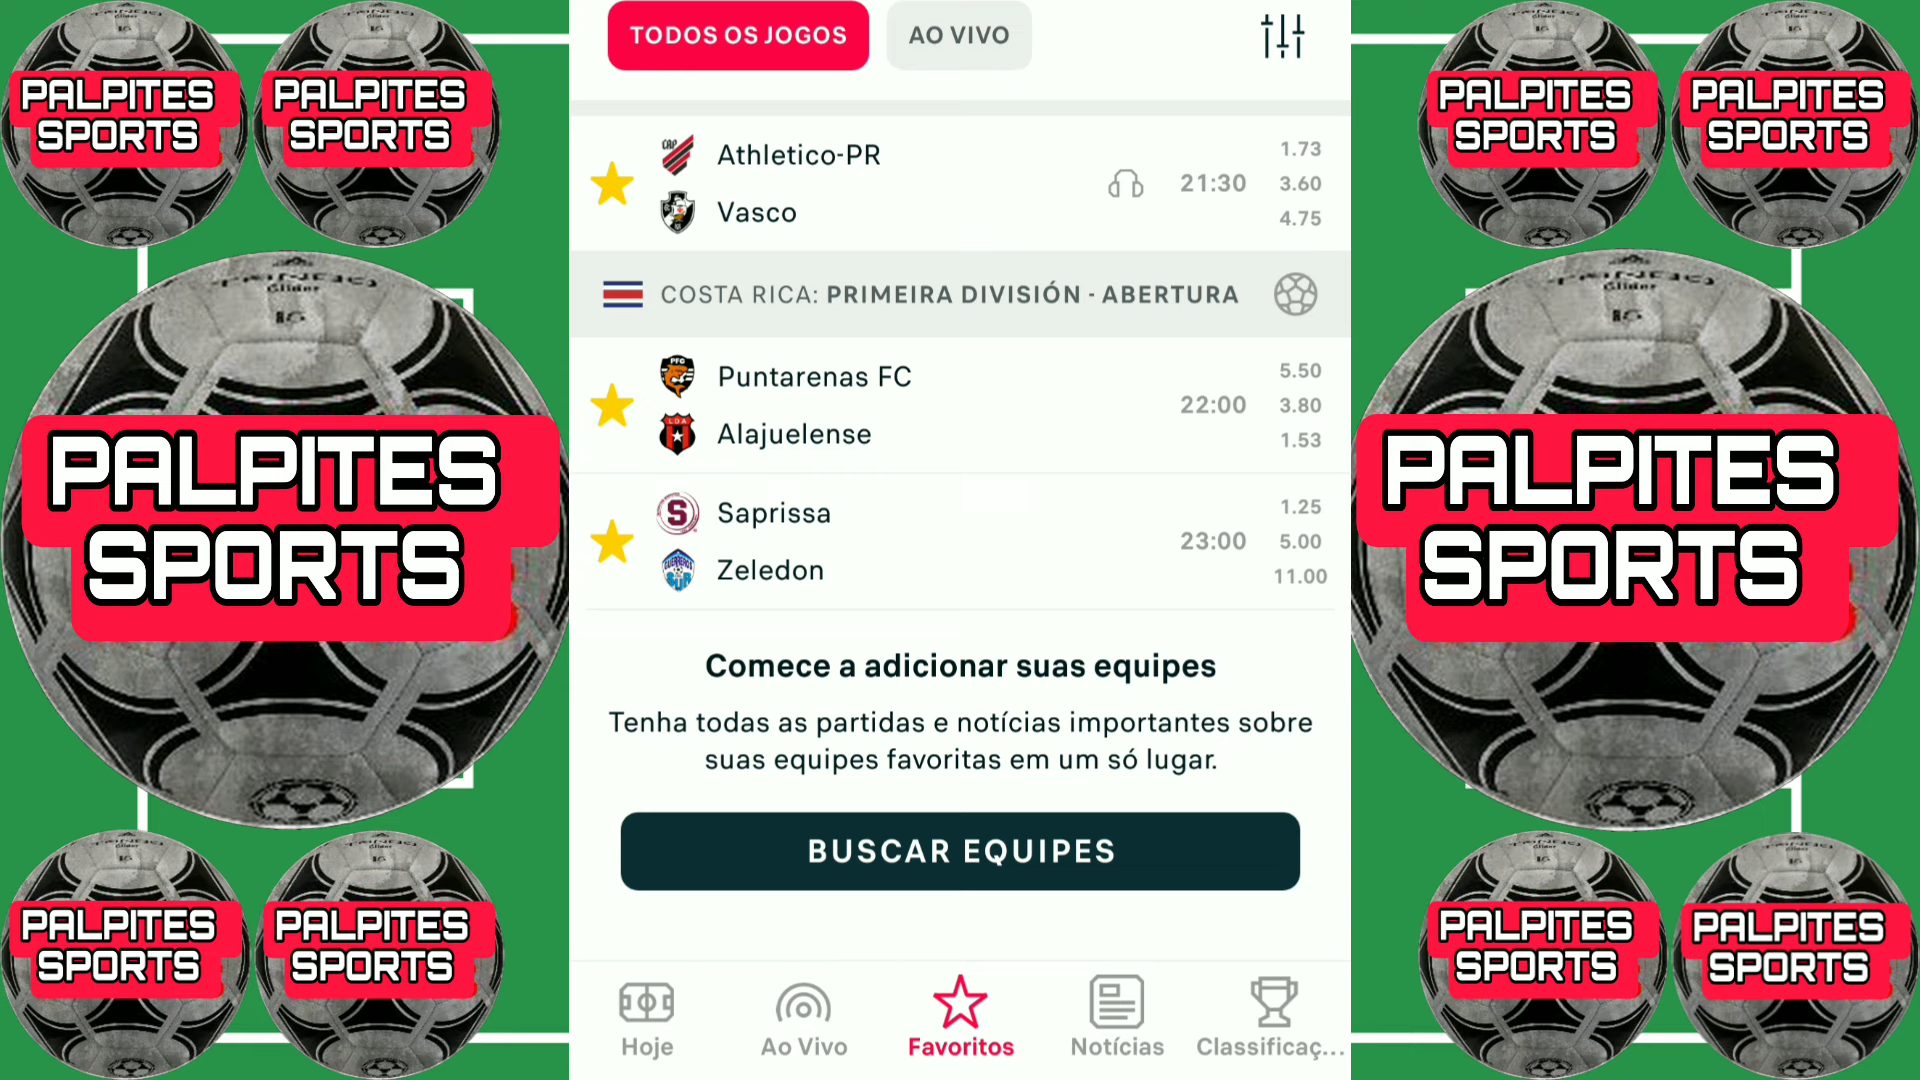 PALPITES
SPORTS
PALPITES
SPORTS
PALPITES
SPORTS
PALPITES
SPORTS
PALPITES
SPORTS
TODOS OS JOGOS
AO VIVO
Athletico-PR
Vasco
21:30
1.73
3.60
4.75
COSTA RICA: PRIMEIRA DIVISIÓN - ABERTURA
Puntarenas FC
Alajuelense
22:00
5.50
3.80
1.53
Saprissa
Zeledon
23:00
1.25
5.00
11.00
Comece a adicionar suas equipes
Tenha todas as partidas e notícias importantes sobre
suas equipes favoritas em um só lugar.
BUSCAR EQUIPES
Hoje
Ao Vivo
Favoritos
Notícias
Classificaç...
PALPITES
SPORTS
PALPITES
SPORTS
PALPITES
SPORTS
PALPITES
SPORTS
PALPITES
SPORTS